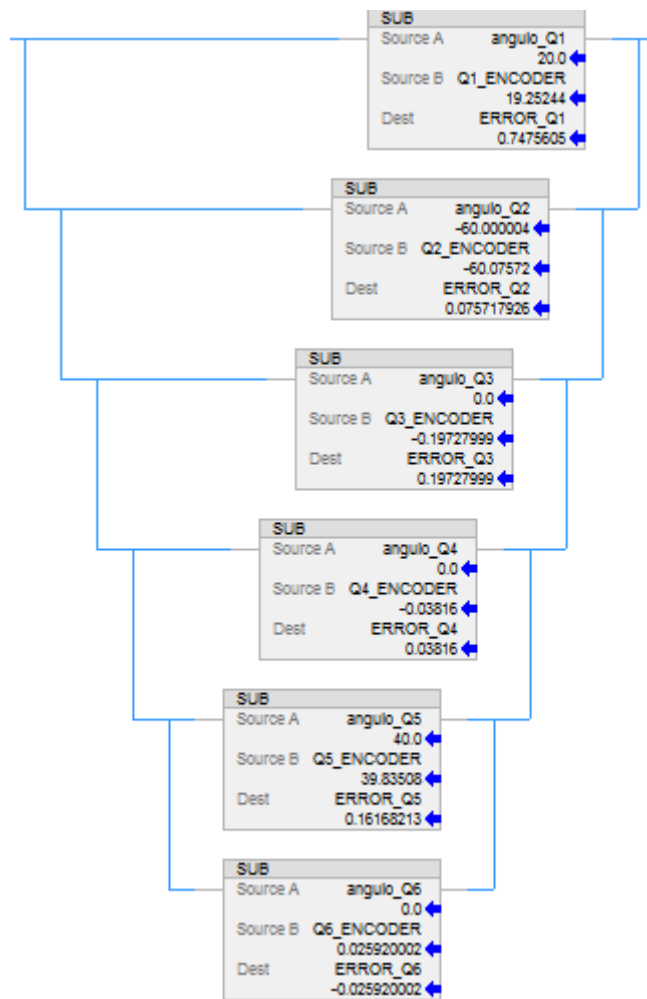 SUB
Source A angulo_Q1
20.0
Source B Q1_ENCODER
19.25244
Dest ERROR_Q1
0.7475605
SUB
Source A angulo_Q2
-60.000004
Source B Q2_ENCODER
-60.07572
Dest ERROR_Q2
0.075717926
SUB
Source A angulo_Q3
0.0
Source B Q3_ENCODER
-0.19727999
Dest ERROR_Q3
0.19727999
SUB
Source A angulo_Q4
0.0
Source B Q4_ENCODER
-0.03816
Dest ERROR_Q4
0.03816
SUB
Source A angulo_Q5
40.0
Source B Q5_ENCODER
39.83508
Dest ERROR_Q5
0.16168213
SUB
Source A angulo_Q6
0.0
Source B Q6_ENCODER
0.025920002
Dest ERROR_Q6
-0.025920002